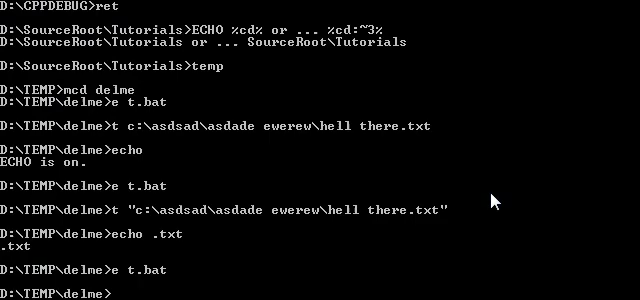 D:\CPPDEBUG>ret
D:\SourceRoot\Tutorials>ECHO %cd% or ... %cd:~3%
D:\SourceRoot\Tutorials or ... SourceRoot\Tutorials
D:\SourceRoot\Tutorials>temp
D:\TEMP>mcd delme
D:\TEMP\delme>e t.bat
D:\TEMP\delme>t c:\asdsad\asdade ewerew\hell there.txt
D:\TEMP\delme>echo
ECHO is on.
D:\TEMP\delme>e t.bat
D:\TEMP\delme>t "c:\asdsad\asdade ewerew\hell there.txt"
D:\TEMP\delme>echo .txt
.txt
D:\TEMP\delme>e t.bat
D:\TEMP\delme>